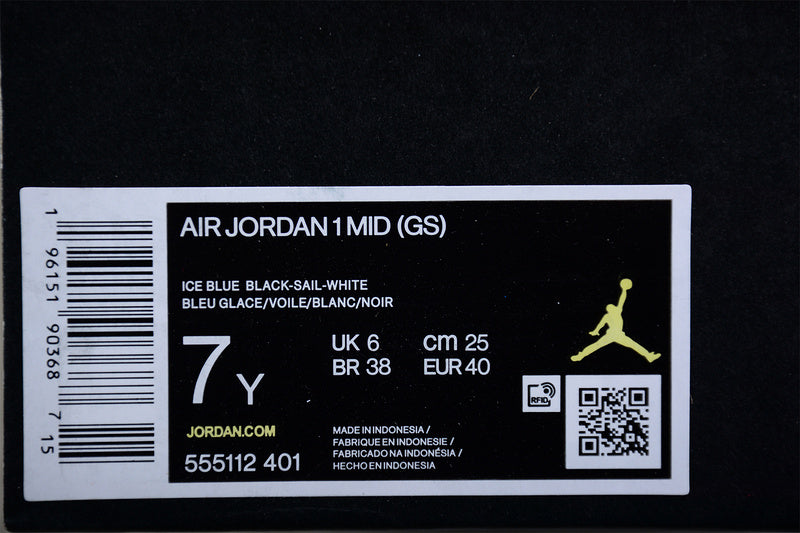 AIR JORDAN 1 MID (GS)
ICE BLUE BLACK-SAIL-WHITE
BLEU GLACE/VOILE/BLANC/NOIR
7 Y
UK 6 cm 25
BR 38 EUR 40
RFID
JORDAN.COM
555112 401
MADE IN INDONESIA /
FABRIQUE EN INDONESIE /
FABRICADO NA INDONÉSIA /
HECHO EN INDONESIA
1 96151 90368 7 15